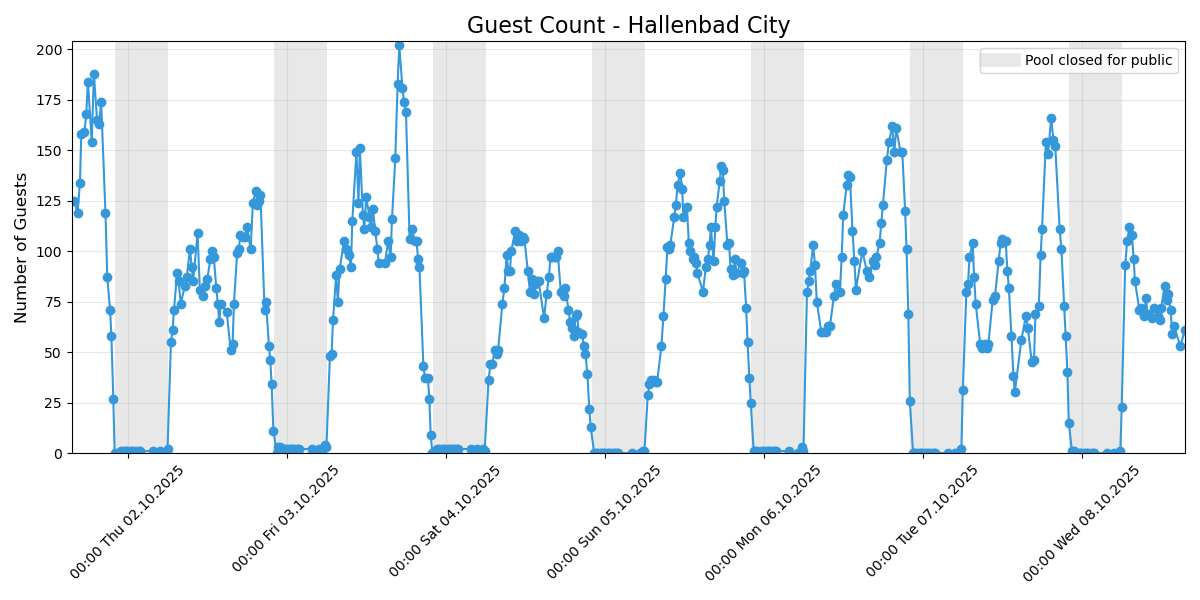 Guest Count - Hallenbad City
Pool closed for public
Number of Guests
200
175
150
125
100
75
50
25
0
00:00 Thu 02.10.2025
00:00 Fri 03.10.2025
00:00 Sat 04.10.2025
00:00 Sun 05.10.2025
00:00 Mon 06.10.2025
00:00 Tue 07.10.2025
00:00 Wed 08.10.2025